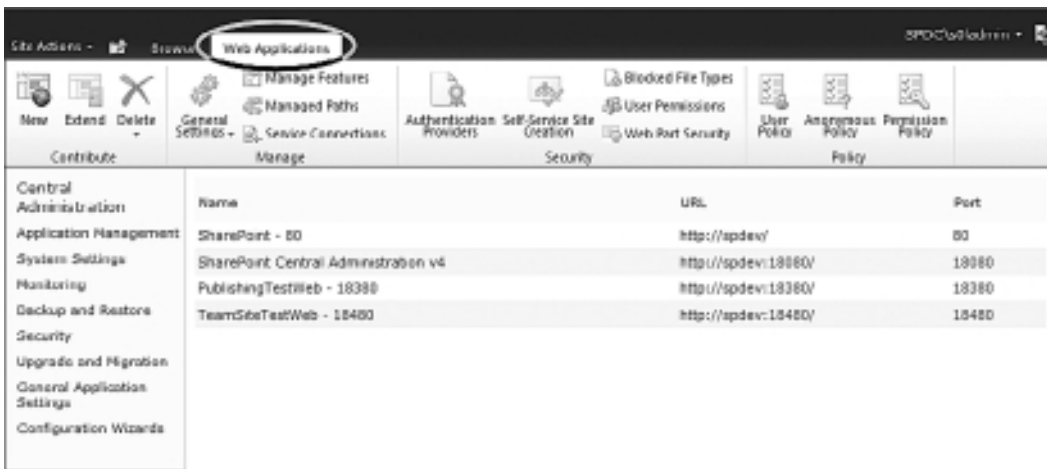 Site Actions Browse Web Applications
New Extend Delete
Contribute
General Settings
Manage Features
Managed Paths
Service Connections
Manage
Authentication Providers
Self-Service Site Creation
Blocked File Types
User Permissions
Web Part Security
Security
User Policy
Anonymous Policy
Permission Policy
Policy
Central
Administration
Application Management
System Settings
Monitoring
Backup and Restore
Security
Upgrade and Migration
General Application
Settings
Configuration Wizards
Name URL Port
SharePoint - 80 http://spdev/ 80
SharePoint Central Administration v4 http://spdev:18080/ 18080
PublishingTestWeb - 18380 http://spdev:18380/ 18380
TeamSiteTestWeb - 18480 http://spdev:18480/ 18480